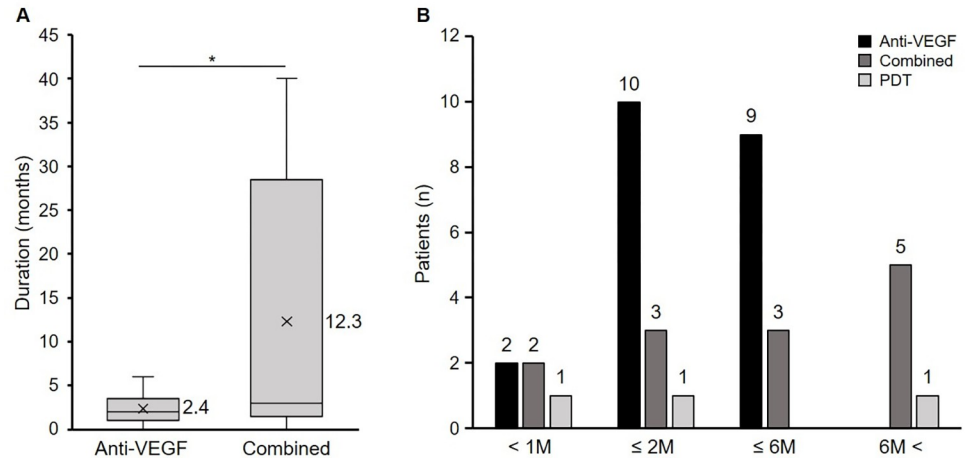 A
Duration (months)
45
40
35
30
25
20
15
10
5
0
*
2.4
12.3
Anti-VEGF
Combined
B
Patients (n)
12
10
8
6
4
2
0
Anti-VEGF
Combined
PDT
2
2
1
10
3
1
9
3
5
1
< 1M
≤ 2M
≤ 6M
6M <